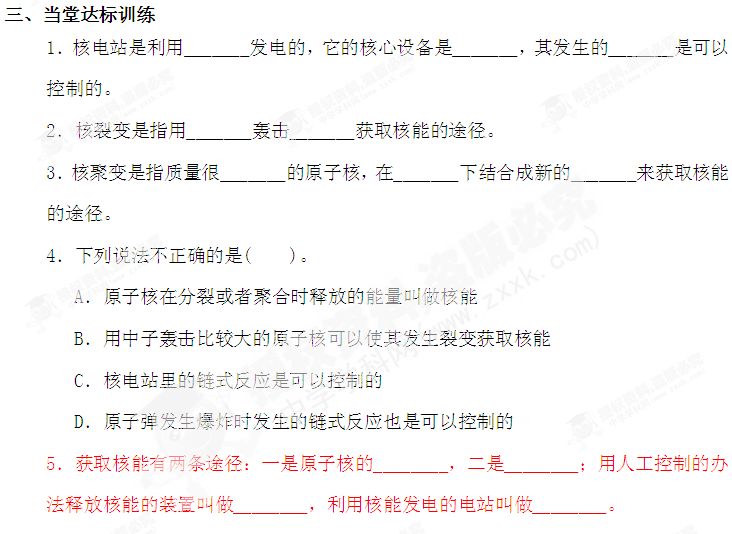 三、当堂达标训练
1．核电站是利用______发电的，它的核心设备是______，其发生的______是可以
控制的。
2．核裂变是指用______轰击______获取核能的途径。
3．核聚变是指质量很______的原子核，在______下结合成新的______来获取核能
的途径。
4．下列说法不正确的是(　　)。
A．原子核在分裂或者聚合时释放的能量叫做核能
B．用中子轰击比较大的原子核可以使其发生裂变获取核能
C．核电站里的链式反应是可以控制的
D．原子弹发生爆炸时发生的链式反应也是可以控制的
5．获取核能有两条途径：一是原子核的_______，二是_______；用人工控制的办
法释放核能的装置叫做_______，利用核能发电的电站叫做_______。